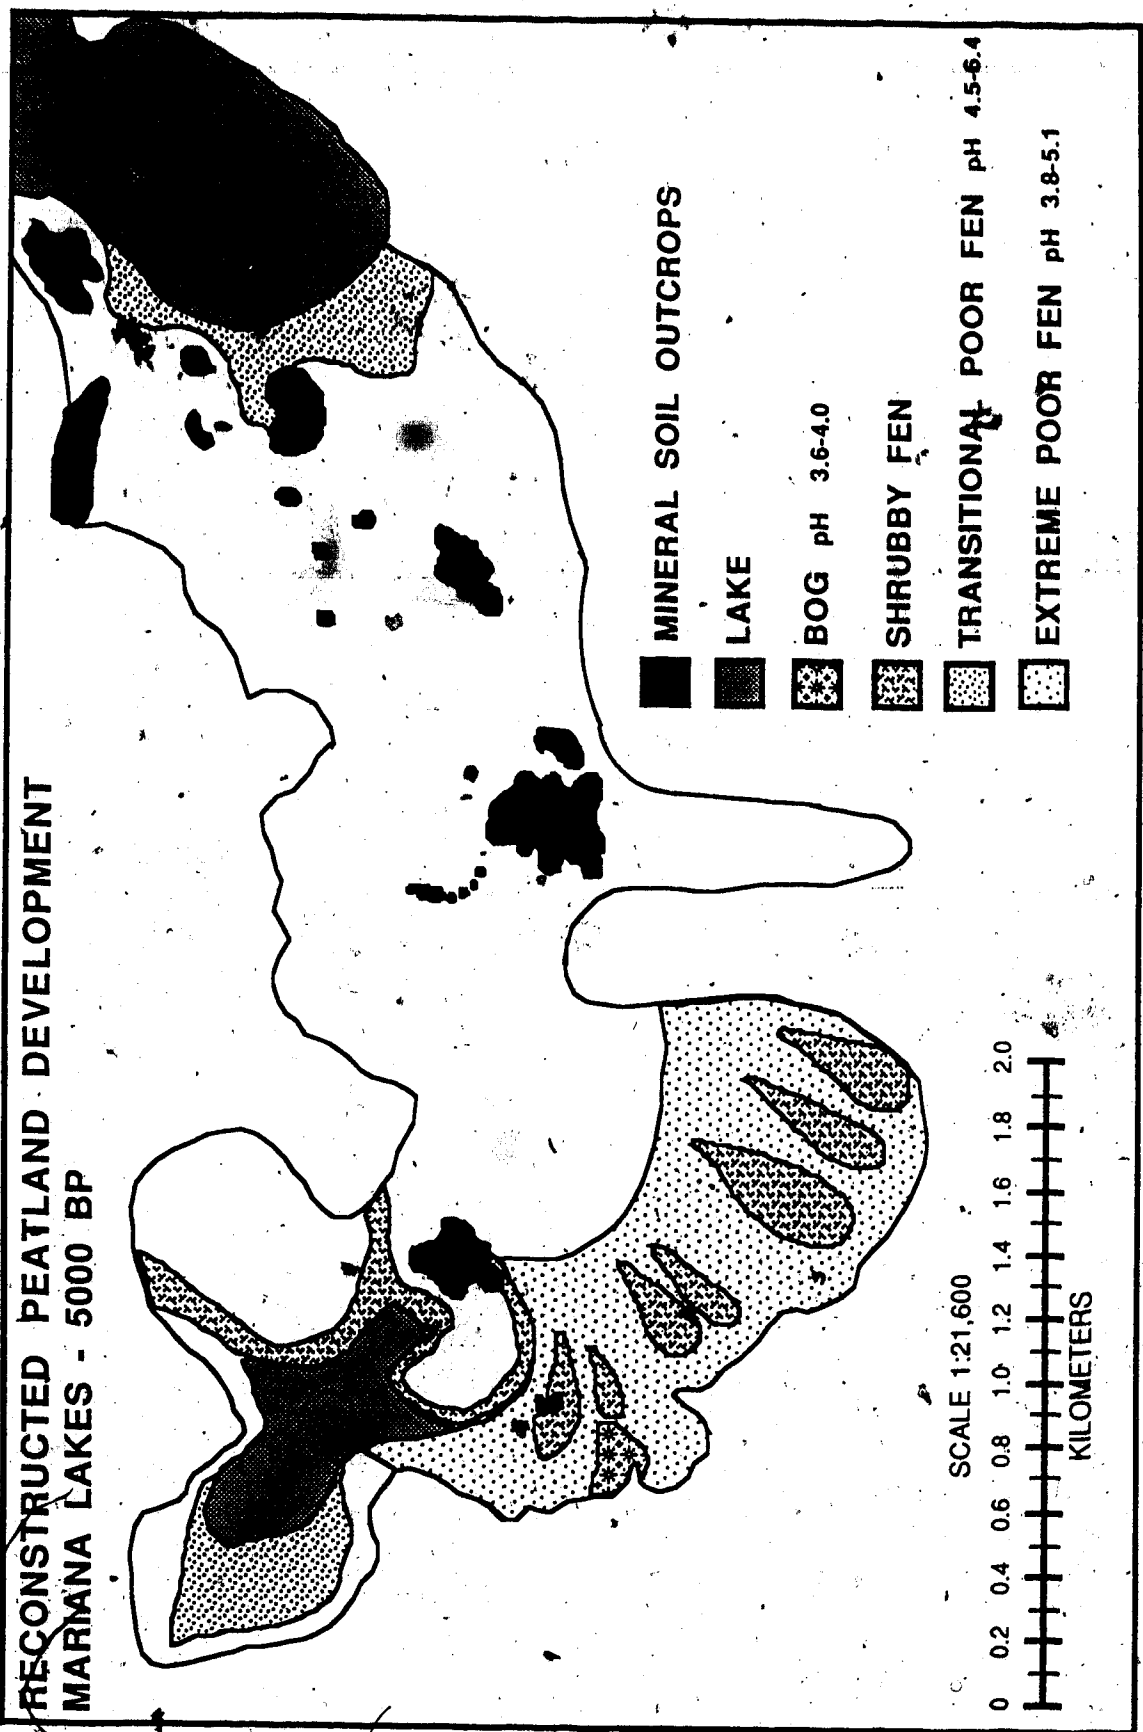 RECONSTRUCTED PEATLAND DEVELOPMENT
MARIANA LAKES - 5000 BP
MINERAL SOIL OUTCROPS
LAKE
BOG pH 3.6-4.0
SHRUBBY FEN
TRANSITIONAL POOR FEN pH 4.5-6.4
EXTREME POOR FEN pH 3.8-5.1
SCALE 1:21,600
0 0.2 0.4 0.6 0.8 1.0 1.2 1.4 1.6 1.8 2.0
KILOMETERS